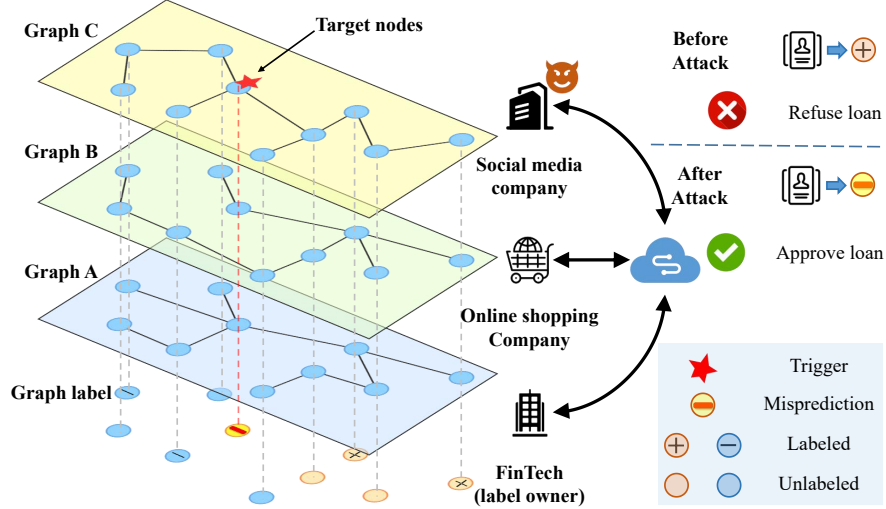 Graph C
Target nodes
Graph B
Graph A
Graph label
Social media
company
Online shopping
Company
FinTech
(label owner)
Before
Attack
Refuse loan
After
Attack
Approve loan
Trigger
Misprediction
Labeled
Unlabeled